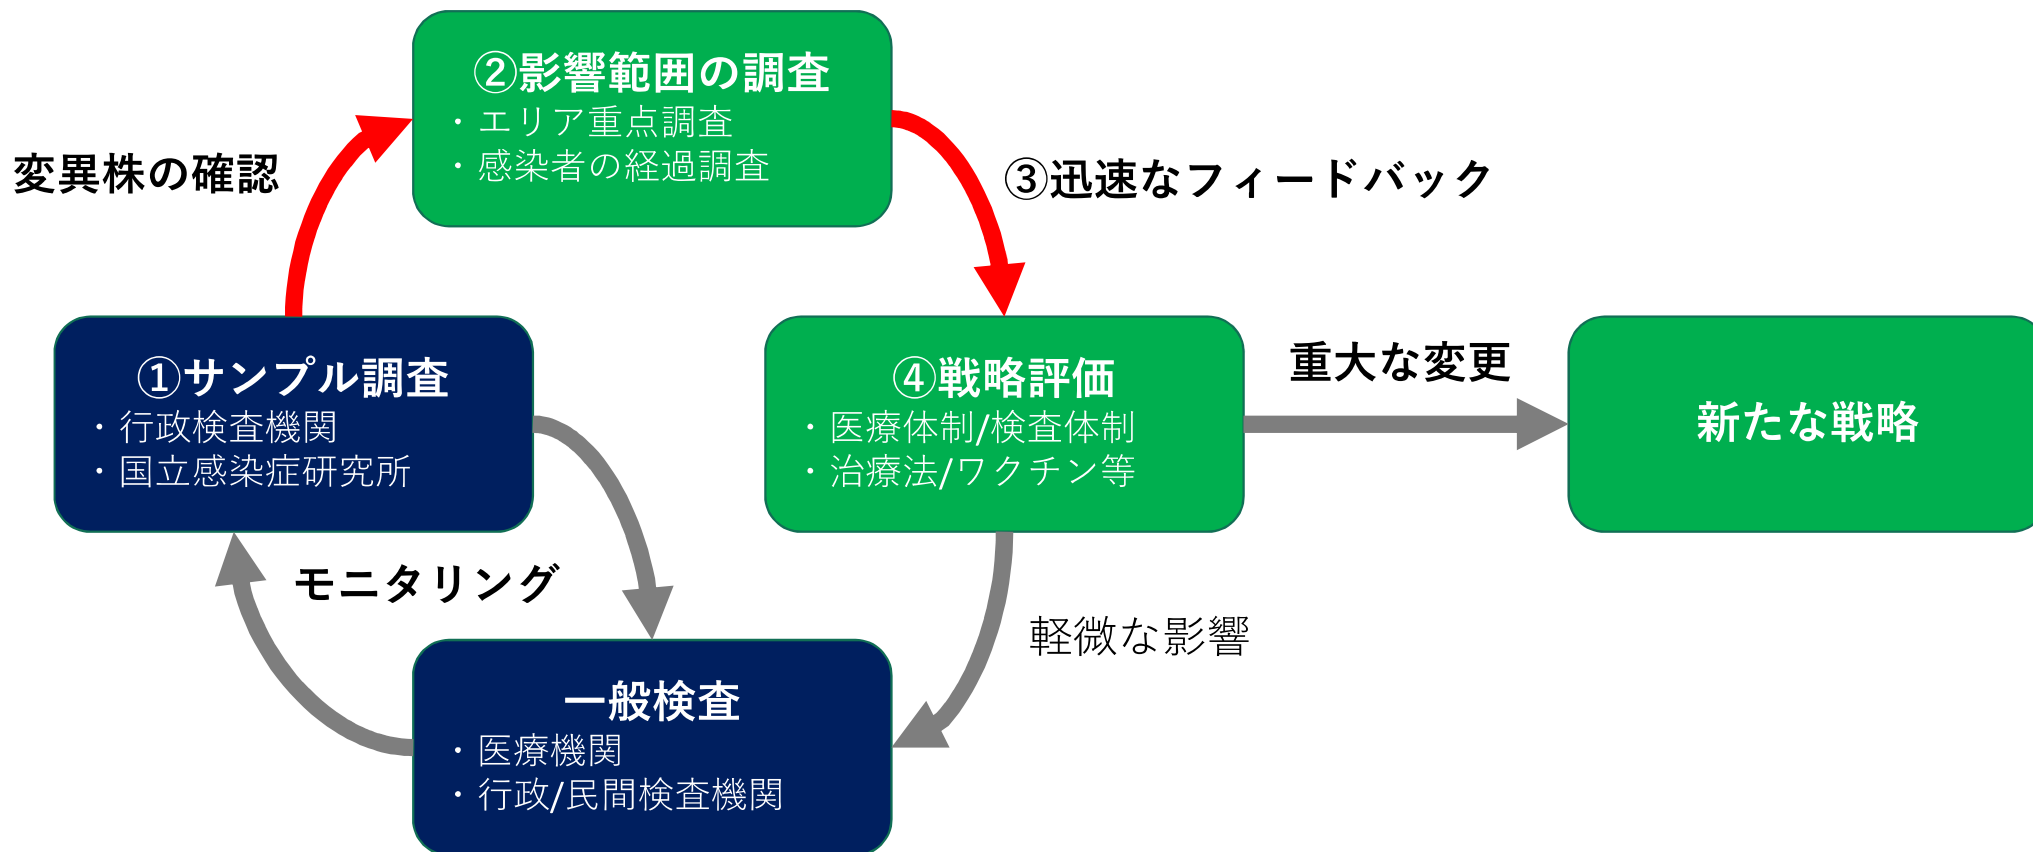 ②影響範囲の調査
・エリア重点調査
・感染者の経過調査
変異株の確認
③迅速なフィードバック
①サンプル調査
・行政検査機関
・国立感染症研究所
④戦略評価
・医療体制/検査体制
・治療法/ワクチン等
重大な変更
新たな戦略
モニタリング
軽微な影響
一般検査
・医療機関
・行政/民間検査機関